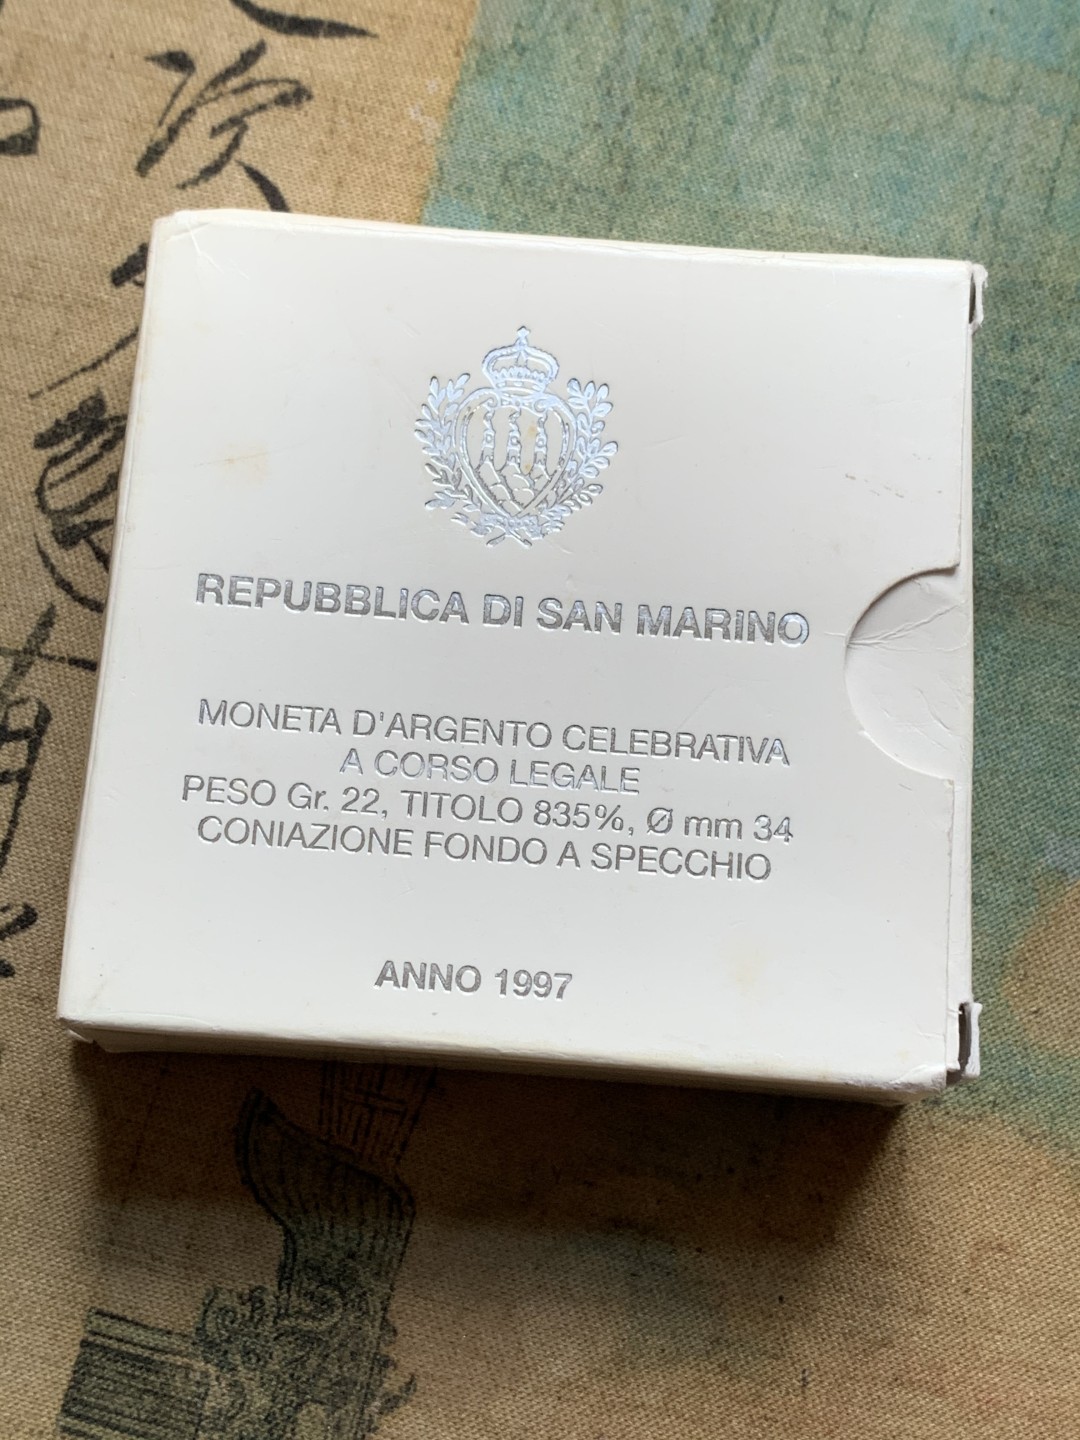 REPUBBLICA DI SAN MARINO
MONETA D'ARGENTO CELEBRATIVA
A CORSO LEGALE
PESO Gr. 22, TITOLO 835%, Ø mm 34
CONIAZIONE FONDO A SPECCHIO
ANNO 1997